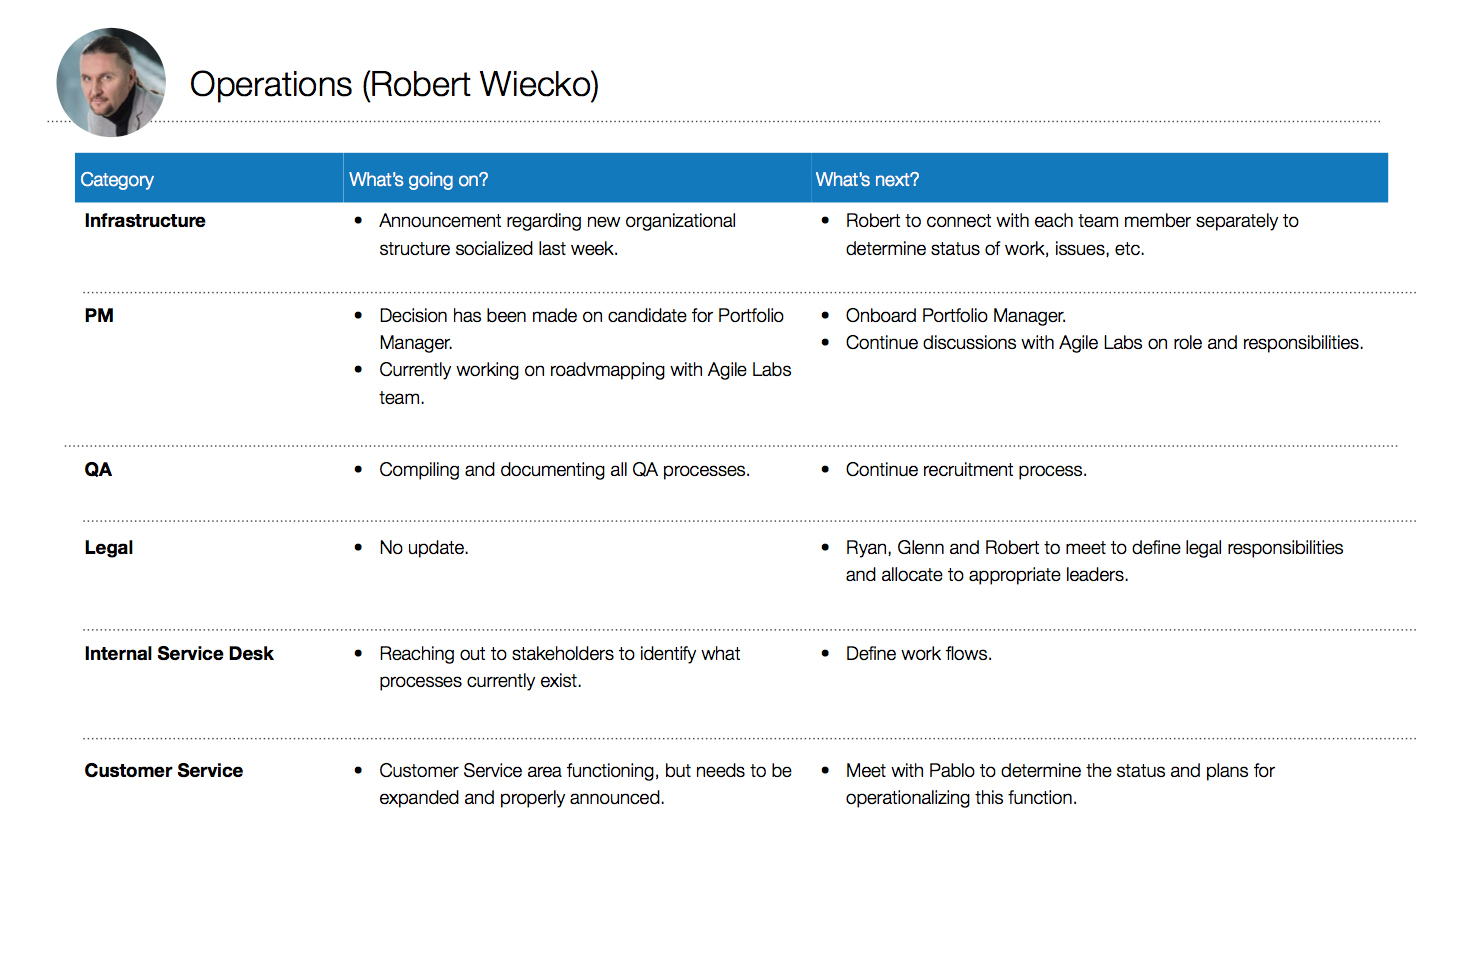 Operations (Robert Wiecko)
Category What's going on? What's next?
Infrastructure
• Announcement regarding new organizational
structure socialized last week.
• Robert to connect with each team member separately to
determine status of work, issues, etc.
PM
• Decision has been made on candidate for Portfolio
Manager.
• Currently working on roadvmapping with Agile Labs
team.
• Onboard Portfolio Manager.
• Continue discussions with Agile Labs on role and responsibilities.
QA
• Compiling and documenting all QA processes.
• Continue recruitment process.
Legal
• No update.
• Ryan, Glenn and Robert to meet to define legal responsibilities
and allocate to appropriate leaders.
Internal Service Desk
• Reaching out to stakeholders to identify what
processes currently exist.
• Define work flows.
Customer Service
• Customer Service area functioning, but needs to be
expanded and properly announced.
• Meet with Pablo to determine the status and plans for
operationalizing this function.